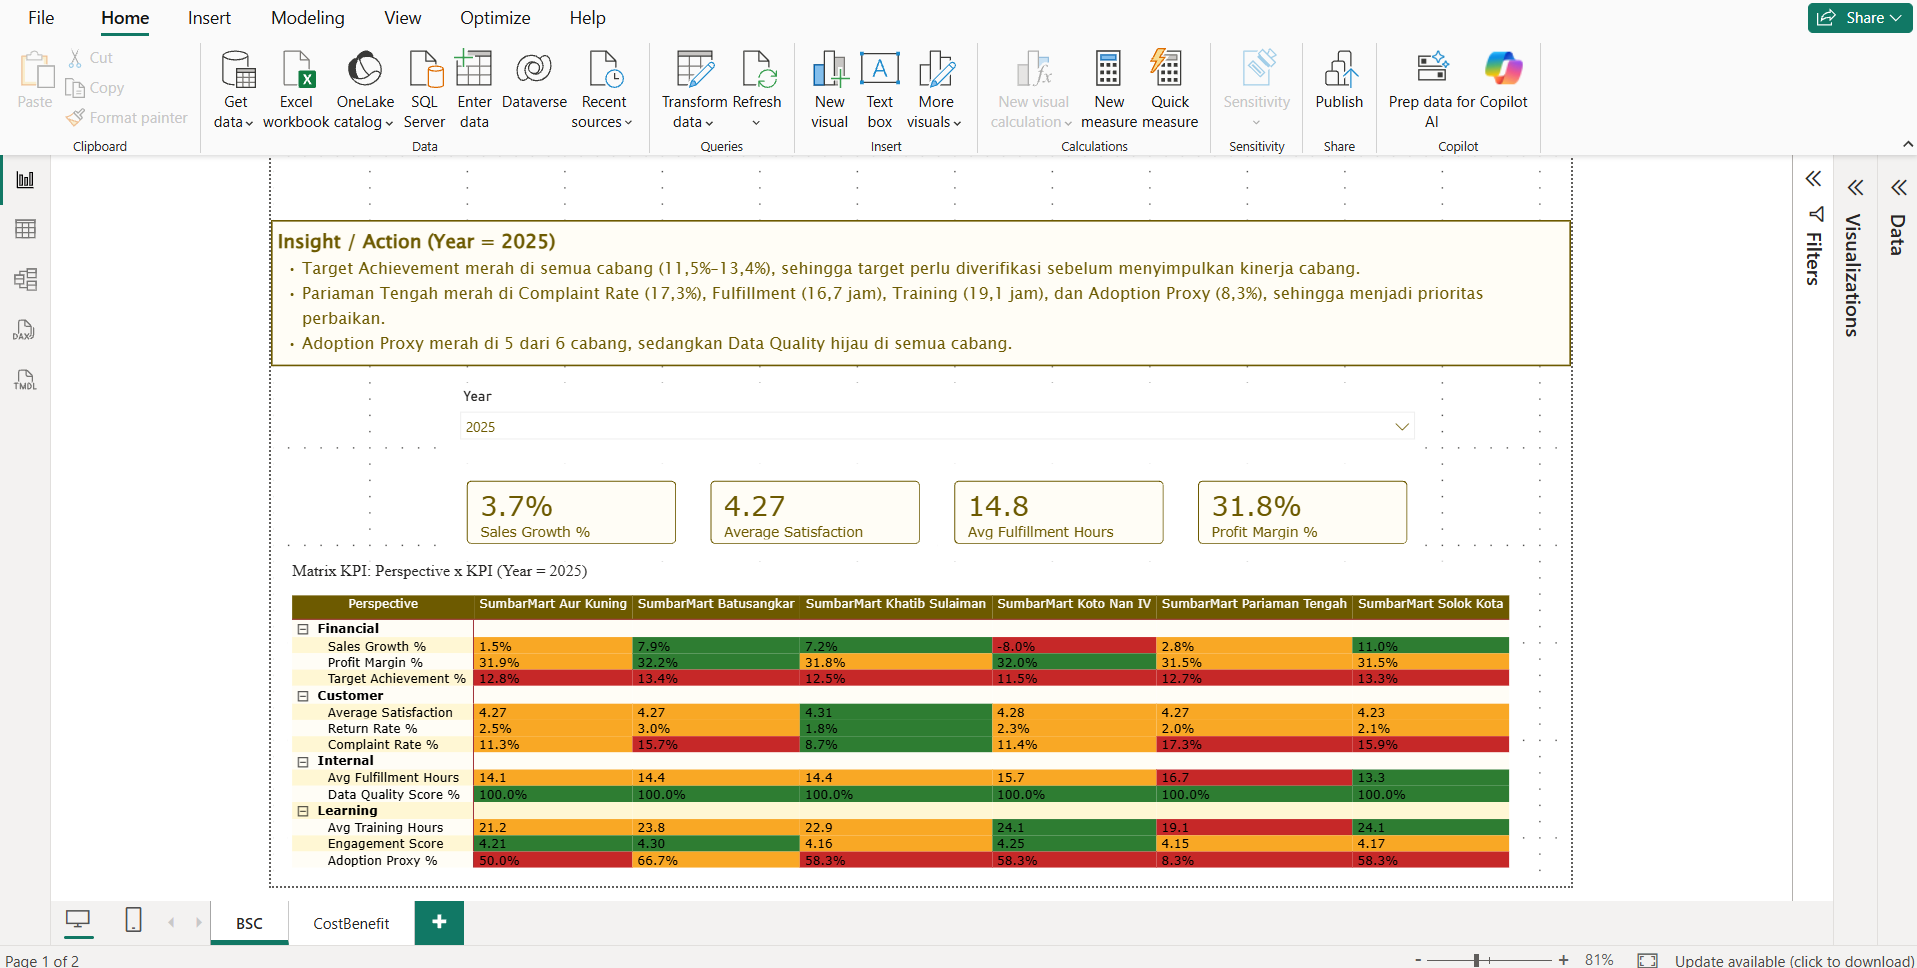 File Home Insert Modeling View Optimize Help Share
Paste Cut Copy Format painter
Clipboard
Get data Excel workbook OneLake catalog SQL Server Enter data Dataverse Recent sources
Data
Transform data Refresh
Queries
New visual Text box More visuals
Insert
New visual calculation New measure Quick measure
Calculations
Sensitivity
Sensitivity
Publish
Share
Prep data for AI Copilot
Copilot
DAX
TMDL
Insight / Action (Year = 2025)
• Target Achievement merah di semua cabang (11,5%–13,4%), sehingga target perlu diverifikasi sebelum menyimpulkan kinerja cabang.
• Pariaman Tengah merah di Complaint Rate (17,3%), Fulfillment (16,7 jam), Training (19,1 jam), dan Adoption Proxy (8,3%), sehingga menjadi prioritas
perbaikan.
• Adoption Proxy merah di 5 dari 6 cabang, sedangkan Data Quality hijau di semua cabang.
Year
2025
3.7%
Sales Growth %
4.27
Average Satisfaction
14.8
Avg Fulfillment Hours
31.8%
Profit Margin %
Matrix KPI: Perspective x KPI (Year = 2025)
Perspective SumbarMart Aur Kuning SumbarMart Batusangkar SumbarMart Khatib Sulaiman SumbarMart Koto Nan IV SumbarMart Pariaman Tengah SumbarMart Solok Kota
Financial
Sales Growth % 1.5% 7.9% 7.2% -8.0% 2.8% 11.0%
Profit Margin % 31.9% 32.2% 31.8% 32.0% 31.5% 31.5%
Target Achievement % 12.8% 13.4% 12.5% 11.5% 12.7% 13.3%
Customer
Average Satisfaction 4.27 4.27 4.31 4.28 4.27 4.23
Return Rate % 2.5% 3.0% 1.8% 2.3% 2.0% 2.1%
Complaint Rate % 11.3% 15.7% 8.7% 11.4% 17.3% 15.9%
Internal
Avg Fulfillment Hours 14.1 14.4 14.4 15.7 16.7 13.3
Data Quality Score % 100.0% 100.0% 100.0% 100.0% 100.0% 100.0%
Learning
Avg Training Hours 21.2 23.8 22.9 24.1 19.1 24.1
Engagement Score 4.21 4.30 4.16 4.25 4.15 4.17
Adoption Proxy % 50.0% 66.7% 58.3% 58.3% 8.3% 58.3%
Filters
Visualizations
Data
BSC CostBenefit +
Page 1 of 2
- + 81% Update available (click to download)